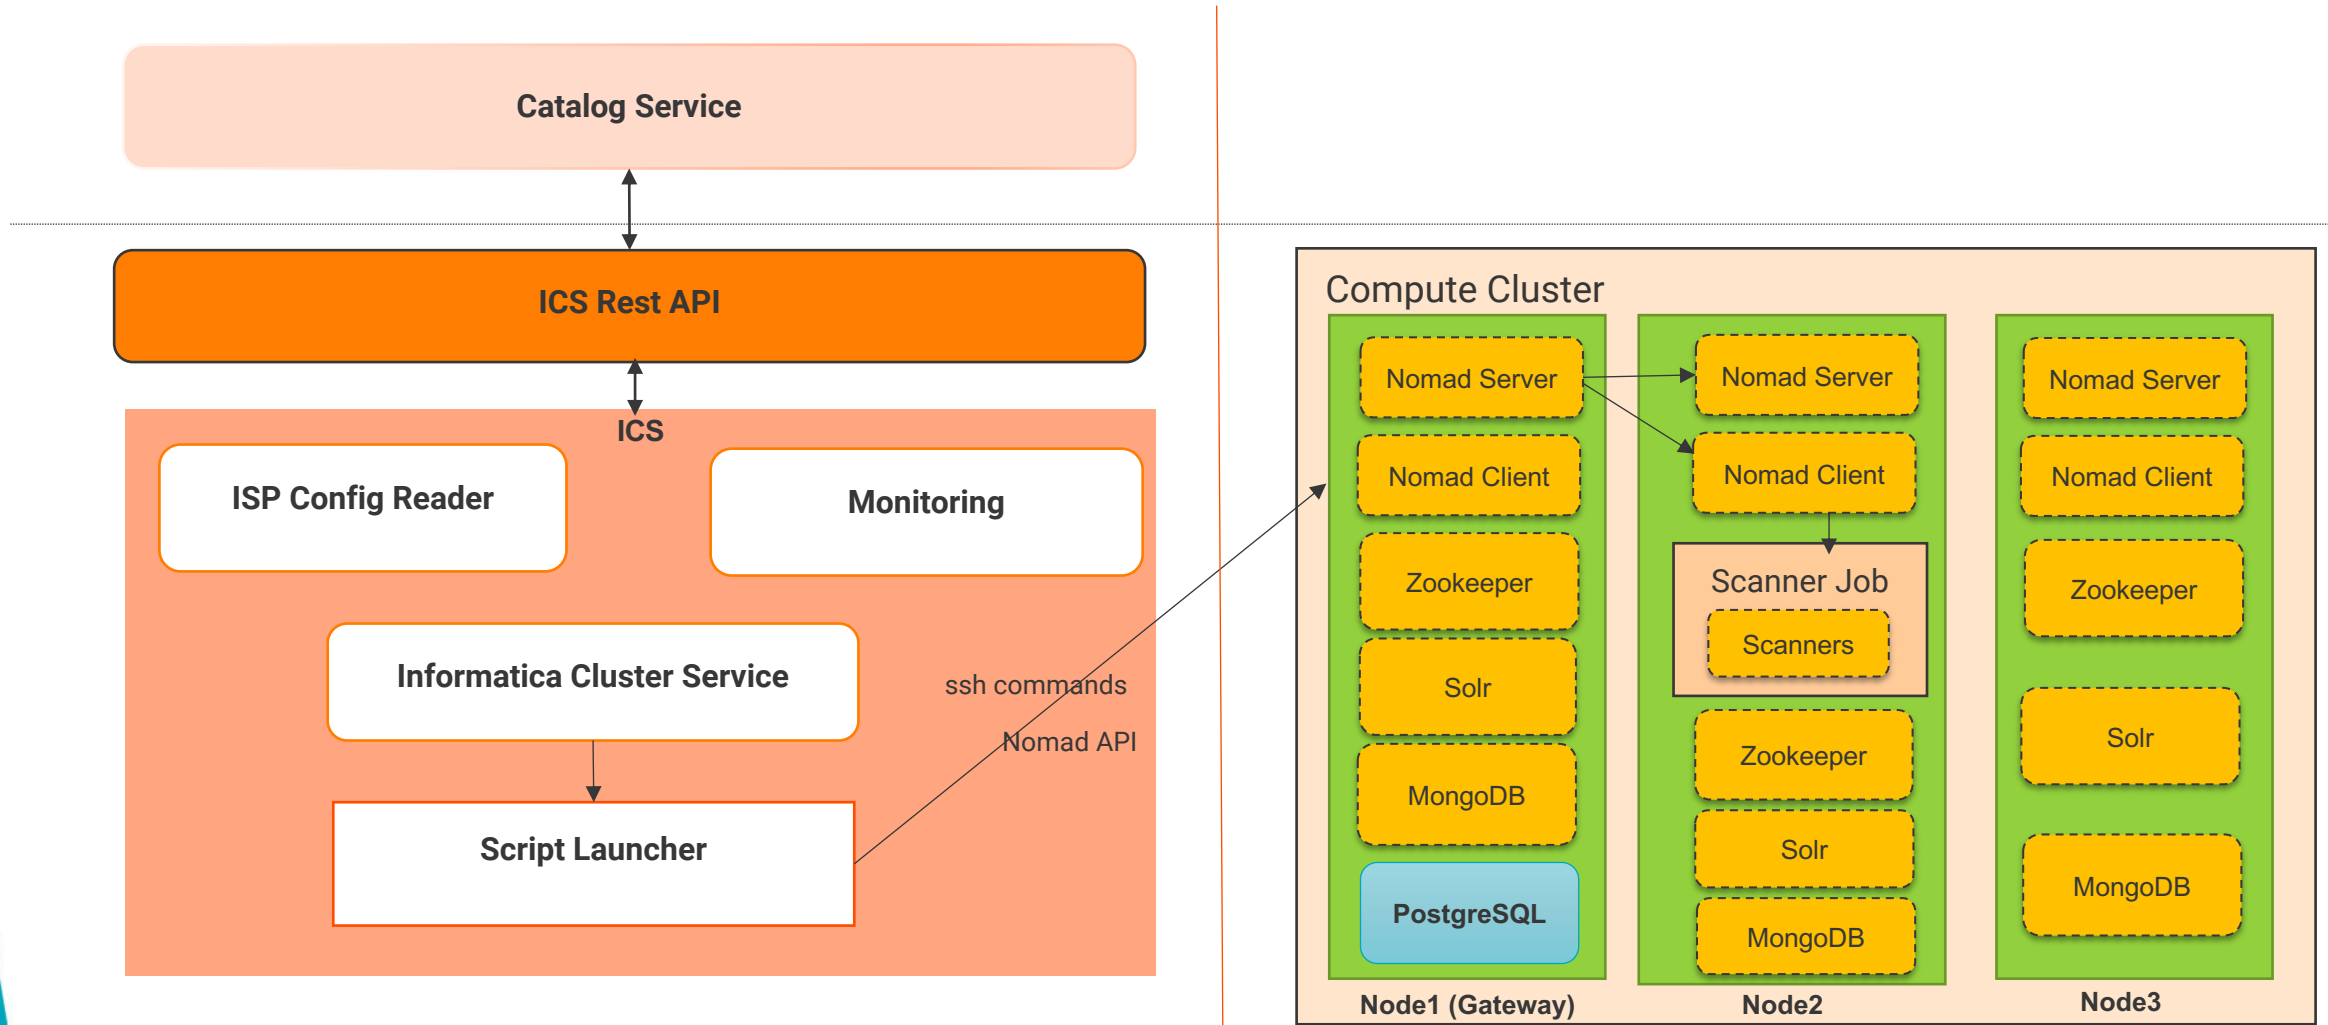 Catalog Service
ICS Rest API
ICS
ISP Config Reader
Monitoring
Informatica Cluster Service
Script Launcher
ssh commands
Nomad API
Compute Cluster
Nomad Server
Nomad Client
Zookeeper
Solr
MongoDB
PostgreSQL
Node1 (Gateway)
Nomad Server
Nomad Client
Scanner Job
Scanners
Zookeeper
Solr
MongoDB
Node2
Nomad Server
Nomad Client
Zookeeper
Solr
MongoDB
Node3